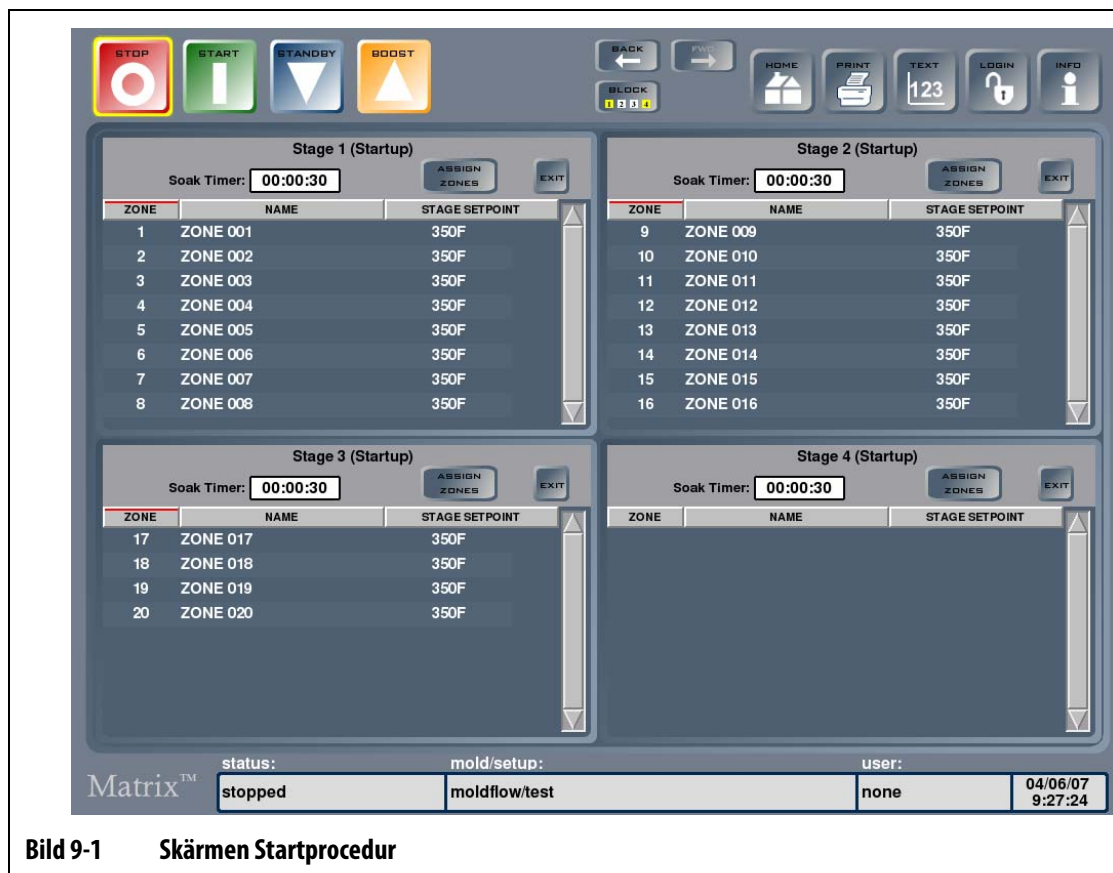 STOP START STANDBY BOOST BACK FWD HOME PRINT TEXT LOGIN INFO
123
BLOCK
1 2 3 4
Stage 1 (Startup)
Soak Timer: 00:00:30 ASSIGN ZONES EXIT
ZONE NAME STAGE SETPOINT
1 ZONE 001 350F
2 ZONE 002 350F
3 ZONE 003 350F
4 ZONE 004 350F
5 ZONE 005 350F
6 ZONE 006 350F
7 ZONE 007 350F
8 ZONE 008 350F
Stage 2 (Startup)
Soak Timer: 00:00:30 ASSIGN ZONES EXIT
ZONE NAME STAGE SETPOINT
9 ZONE 009 350F
10 ZONE 010 350F
11 ZONE 011 350F
12 ZONE 012 350F
13 ZONE 013 350F
14 ZONE 014 350F
15 ZONE 015 350F
16 ZONE 016 350F
Stage 3 (Startup)
Soak Timer: 00:00:30 ASSIGN ZONES EXIT
ZONE NAME STAGE SETPOINT
17 ZONE 017 350F
18 ZONE 018 350F
19 ZONE 019 350F
20 ZONE 020 350F
Stage 4 (Startup)
Soak Timer: 00:00:30 ASSIGN ZONES EXIT
ZONE NAME STAGE SETPOINT
status: mold/setup: user:
Matrix™ stopped moldflow/test none 04/06/07
9:27:24
Bild 9-1 Skärmen Startprocedur